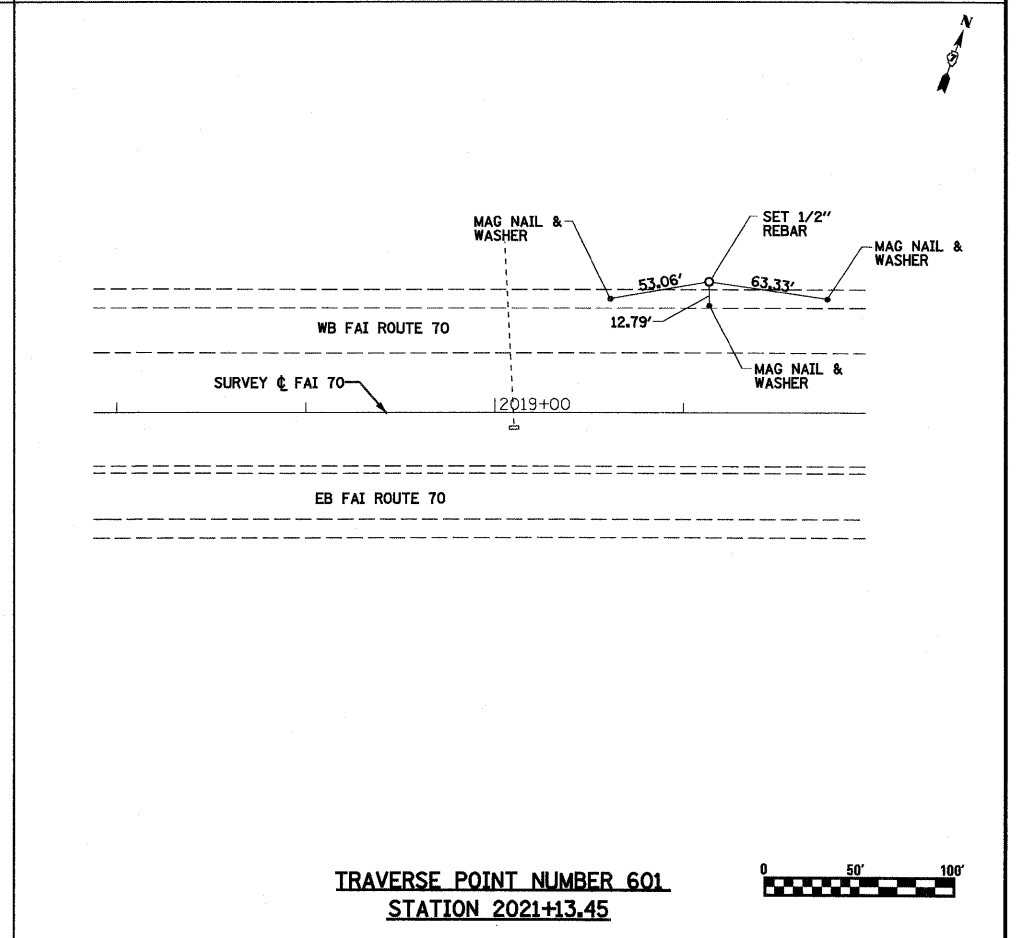 N
MAG NAIL &
WASHER
SET 1/2"
REBAR
MAG NAIL &
WASHER
53.06'
63.33'
12.79'
WB FAI ROUTE 70
MAG NAIL &
WASHER
SURVEY ℄ FAI 70
2019+00
EB FAI ROUTE 70
TRAVERSE POINT NUMBER 601
STATION 2021+13.45
0 50' 100'